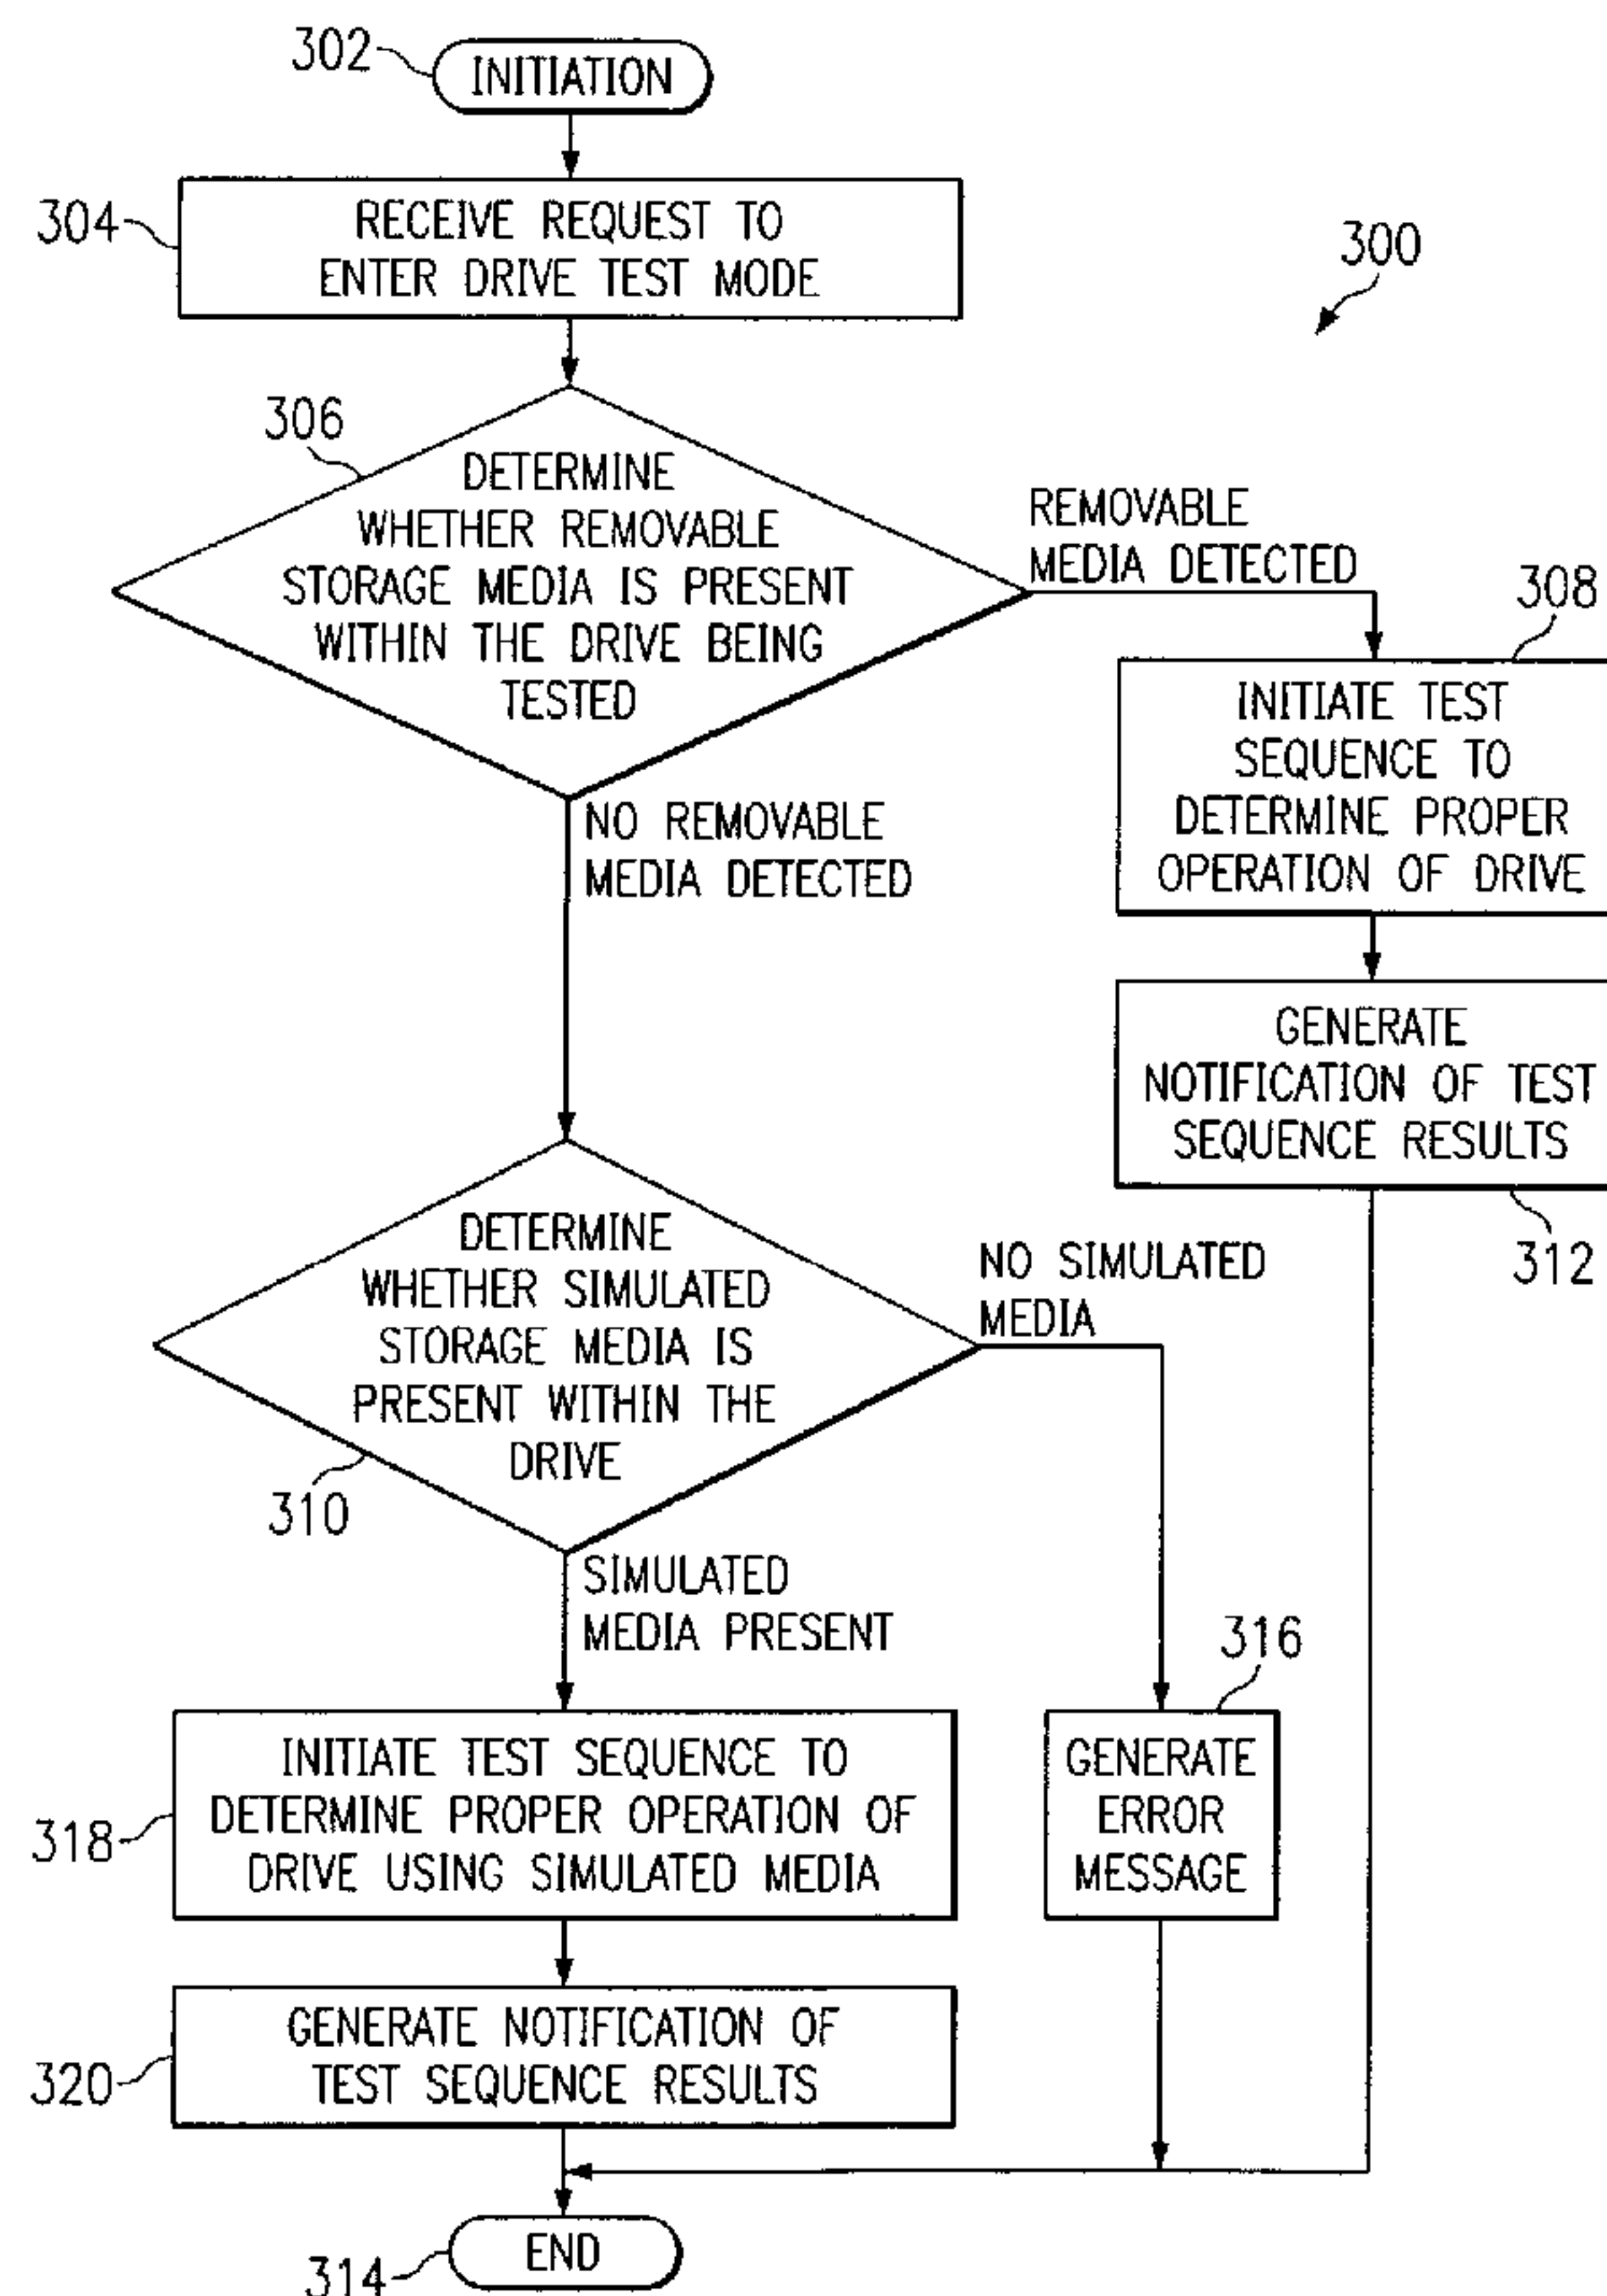 302
INITIATION
304
RECEIVE REQUEST TO
ENTER DRIVE TEST MODE
300
306
DETERMINE
WHETHER REMOVABLE
STORAGE MEDIA IS PRESENT
WITHIN THE DRIVE BEING
TESTED
REMOVABLE
MEDIA DETECTED
308
INITIATE TEST
SEQUENCE TO
DETERMINE PROPER
OPERATION OF DRIVE
NO REMOVABLE
MEDIA DETECTED
GENERATE
NOTIFICATION OF TEST
SEQUENCE RESULTS
312
DETERMINE
WHETHER SIMULATED
STORAGE MEDIA IS
PRESENT WITHIN THE
DRIVE
310
NO SIMULATED
MEDIA
SIMULATED
MEDIA PRESENT
316
GENERATE
ERROR
MESSAGE
318
INITIATE TEST SEQUENCE TO
DETERMINE PROPER OPERATION OF
DRIVE USING SIMULATED MEDIA
320
GENERATE NOTIFICATION OF
TEST SEQUENCE RESULTS
314
END